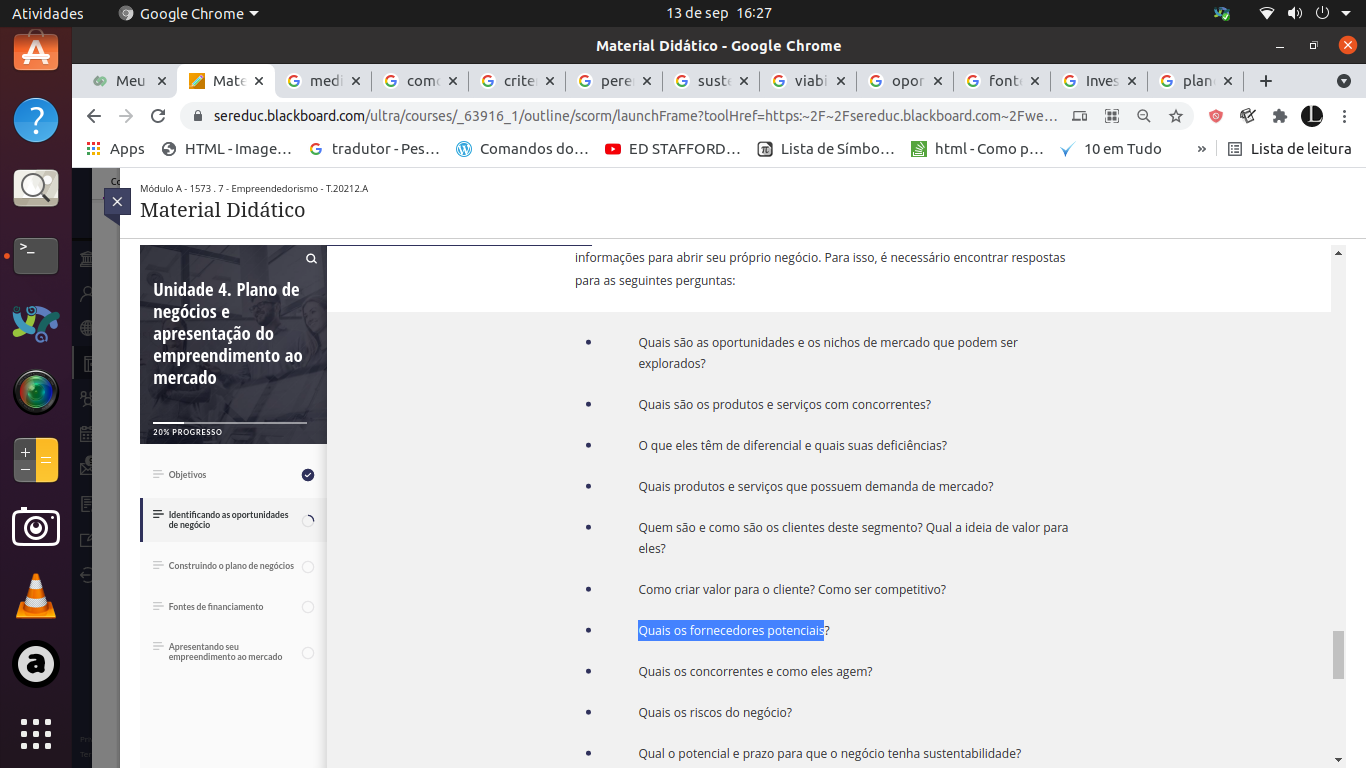 Atividades
Google Chrome
13 de sep 16:27
Material Didático - Google Chrome
Meu
Mate
medi
como
crite
pere
suste
viabi
opor
fonte
Inves
plan
sereduc.blackboard.com/ultra/courses/_63916_1/outline/scorm/launchFrame?toolHref=https:~2F~2Fsereduc.blackboard.com~2Fwe...
Apps
HTML - Image...
tradutor - Pes...
Comandos do...
ED STAFFORD...
Lista de Símbo...
html - Como p...
10 em Tudo
»
Lista de leitura
Módulo A - 1573 . 7 - Empreendedorismo - T.20212.A
Material Didático
Unidade 4. Plano de
negócios e
apresentação do
empreendimento ao
mercado
20% PROGRESSO
Objetivos
Identificando as oportunidades
de negócio
Construindo o plano de negócios
Fontes de financiamento
Apresentando seu
empreendimento ao mercado
informações para abrir seu próprio negócio. Para isso, é necessário encontrar respostas
para as seguintes perguntas:
Quais são as oportunidades e os nichos de mercado que podem ser
explorados?
Quais são os produtos e serviços com concorrentes?
O que eles têm de diferencial e quais suas deficiências?
Quais produtos e serviços que possuem demanda de mercado?
Quem são e como são os clientes deste segmento? Qual a ideia de valor para
eles?
Como criar valor para o cliente? Como ser competitivo?
Quais os fornecedores potenciais?
Quais os concorrentes e como eles agem?
Quais os riscos do negócio?
Qual o potencial e prazo para que o negócio tenha sustentabilidade?